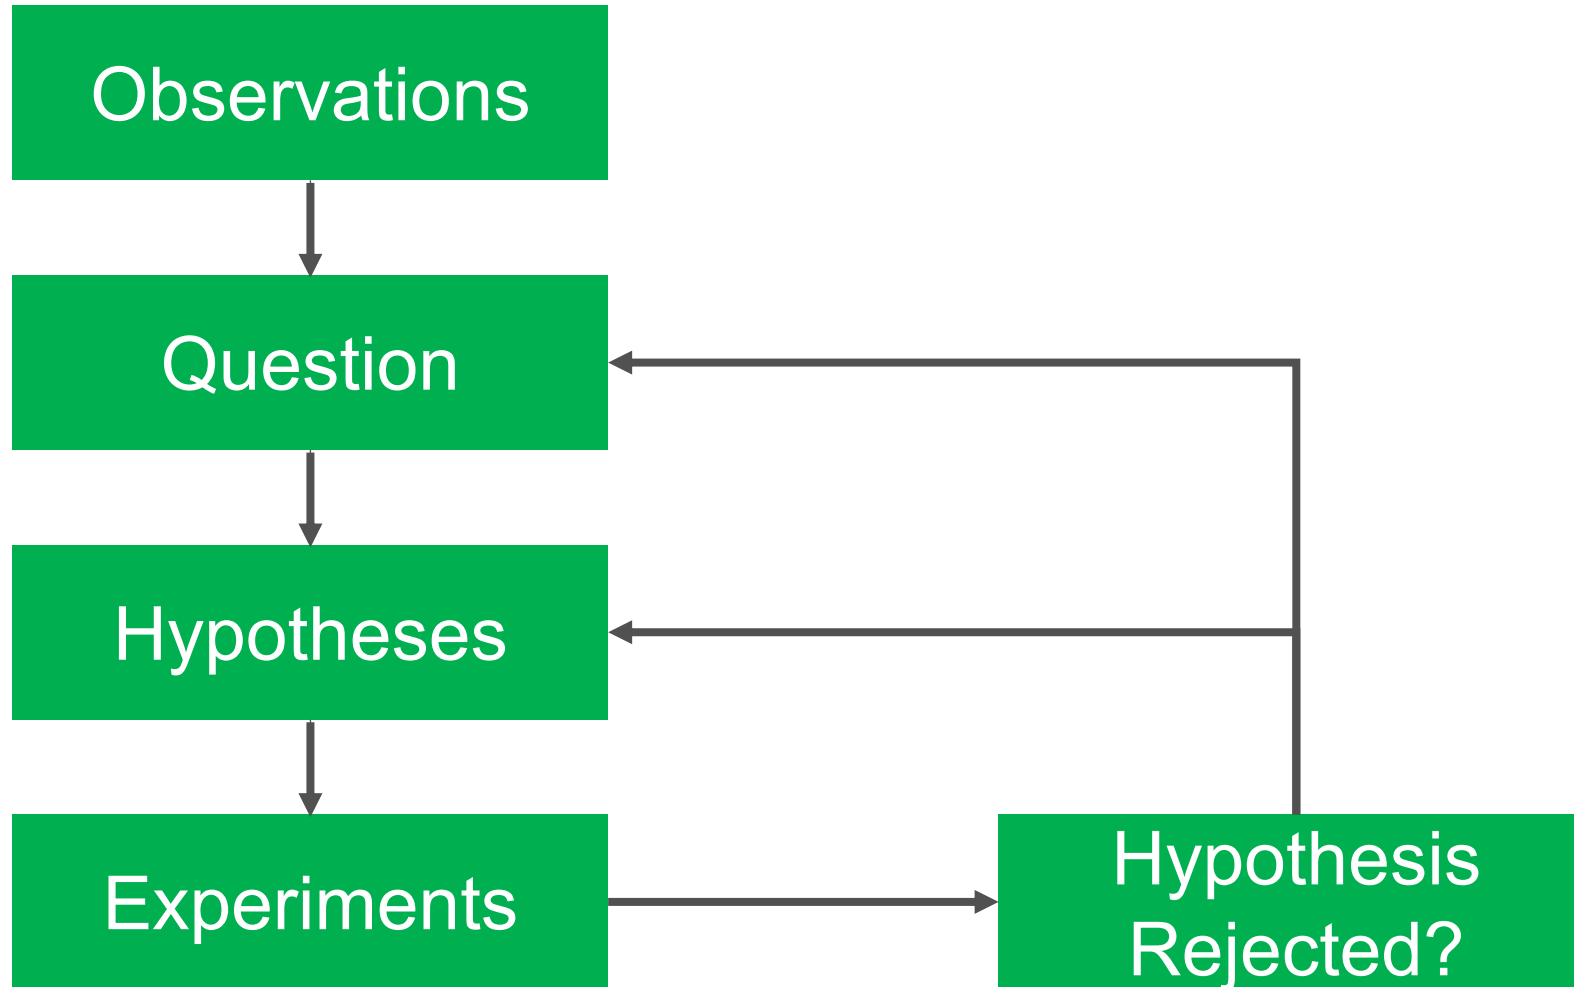 Observations
Question
Hypotheses
Experiments
Hypothesis
Rejected?